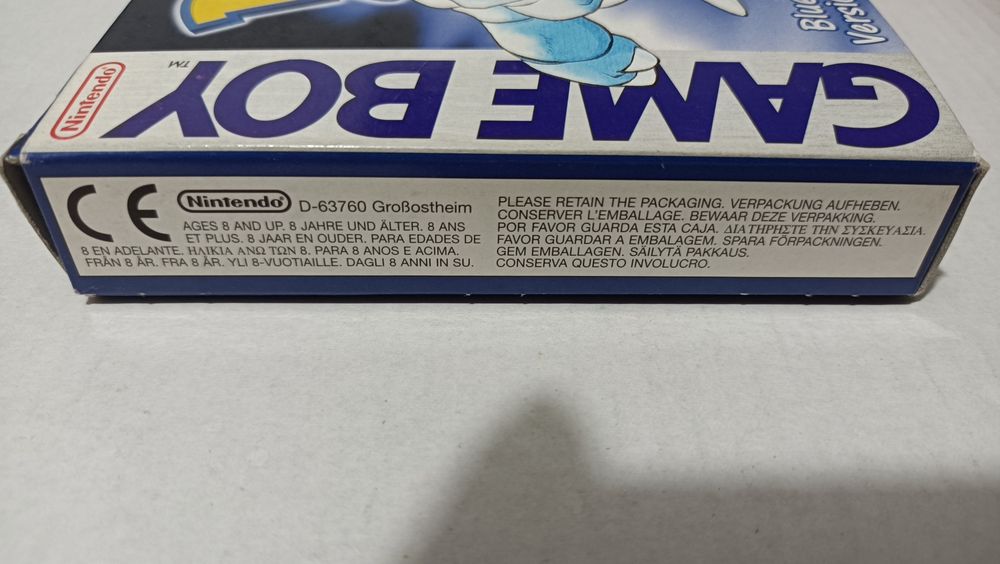 Blue
Version
GAME BOY
TM
Nintendo
CE
Nintendo® D-63760 Großostheim
AGES 8 AND UP. 8 JAHRE UND ÄLTER. 8 ANS
ET PLUS. 8 JAAR EN OUDER. PARA EDADES DE
8 EN ADELANTE. ΗΛΙΚΙΑ ΑΝΩ ΤΩΝ 8. PARA 8 ANOS E ACIMA.
FRÅN 8 ÅR. FRA 8 ÅR. YLI 8-VUOTIAILLE. DAGLI 8 ANNI IN SU.
PLEASE RETAIN THE PACKAGING. VERPACKUNG AUFHEBEN.
CONSERVER L'EMBALLAGE. BEWAAR DEZE VERPAKKING.
POR FAVOR GUARDA ESTA CAJA. ΔΙΑΤΗΡΗΣΤΕ ΤΗΝ ΣΥΣΚΕΥΑΣΙΑ.
FAVOR GUARDAR A EMBALAGEM. SPARA FÖRPACKNINGEN.
GEM EMBALLAGEN. SÄILYTÄ PAKKAUS.
CONSERVA QUESTO INVOLUCRO.